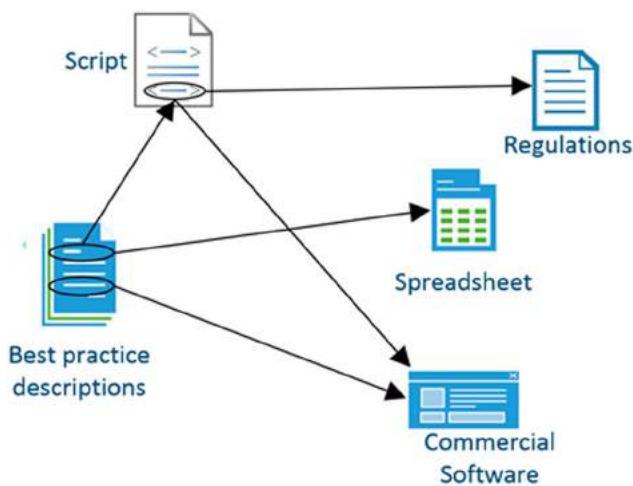 Script
Regulations
Spreadsheet
Best practice
descriptions
Commercial
Software